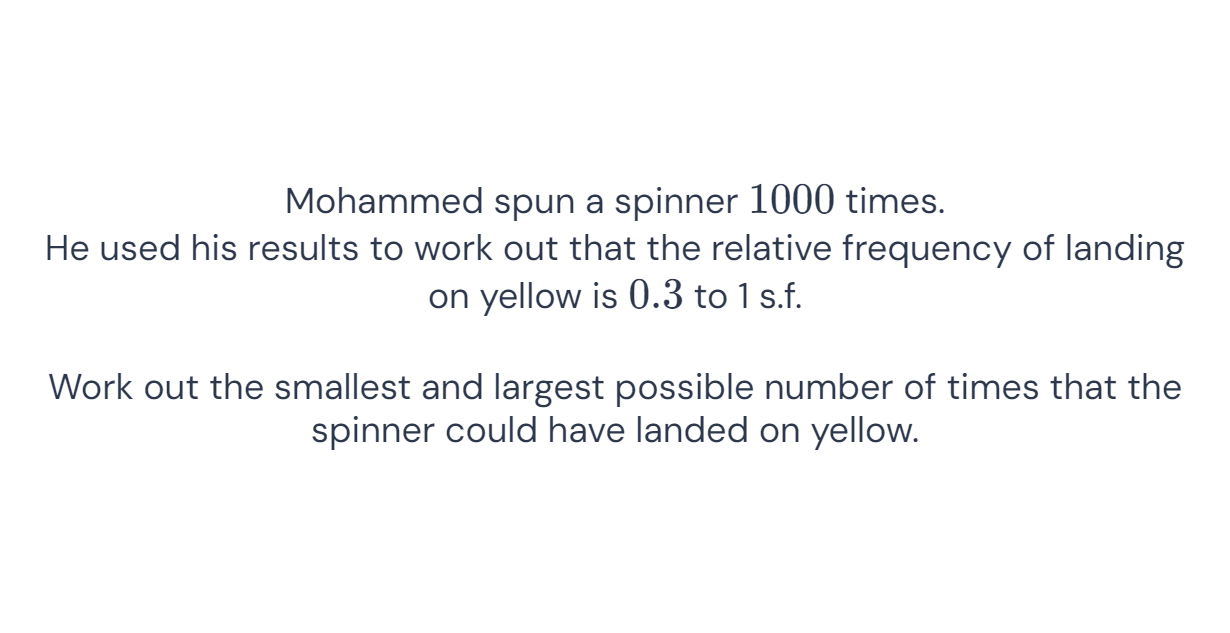 Mohammed spun a spinner 1000 times.
He used his results to work out that the relative frequency of landing
on yellow is 0.3 to 1 s.f.
Work out the smallest and largest possible number of times that the
spinner could have landed on yellow.